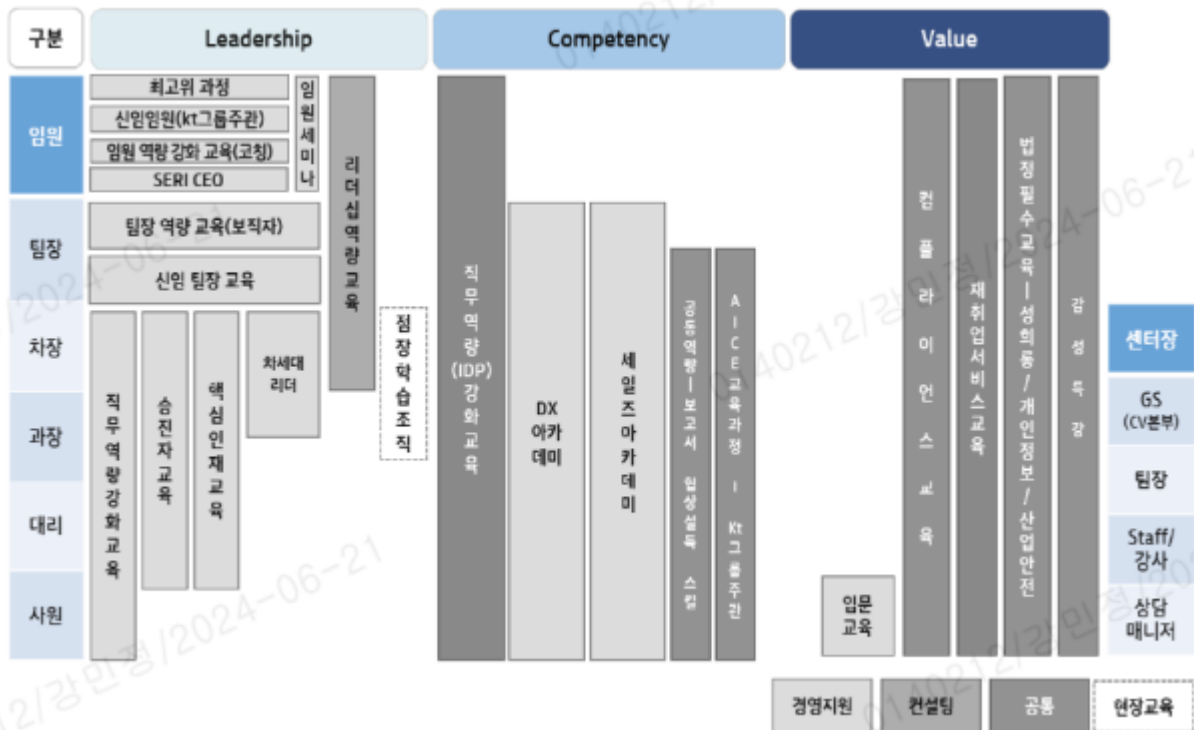 구분
Leadership
Competency
Value
임원
최고위 과정
신임임원(kt그룹주관)
임원 역량 강화 교육(코칭)
SERI CEO
임원세미나
리더십역량교육
팀장
팀장 역량 교육(보직자)
신임 팀장 교육
차장
과장
대리
사원
직무역량강화교육
승진자교육
핵심인재교육
차세대
리더
점장학습조직
직무역량(IDP)강화교육
DX
아카
데미
세일즈아카데미
공통역량ㅣ보고서 협상설득 스킬
AICE교육과정 ㅣ Kt그룹주관
입문
교육
컴플라이언스교육
재취업서비스교육
법정필수교육ㅣ성희롱/개인정보/산업안전
감성특강
센터장
GS
(CV본부)
팀장
Staff/
강사
상담
매니저
경영지원
컨설팅
공통
현장교육
0140212/강민정/2024-06-21